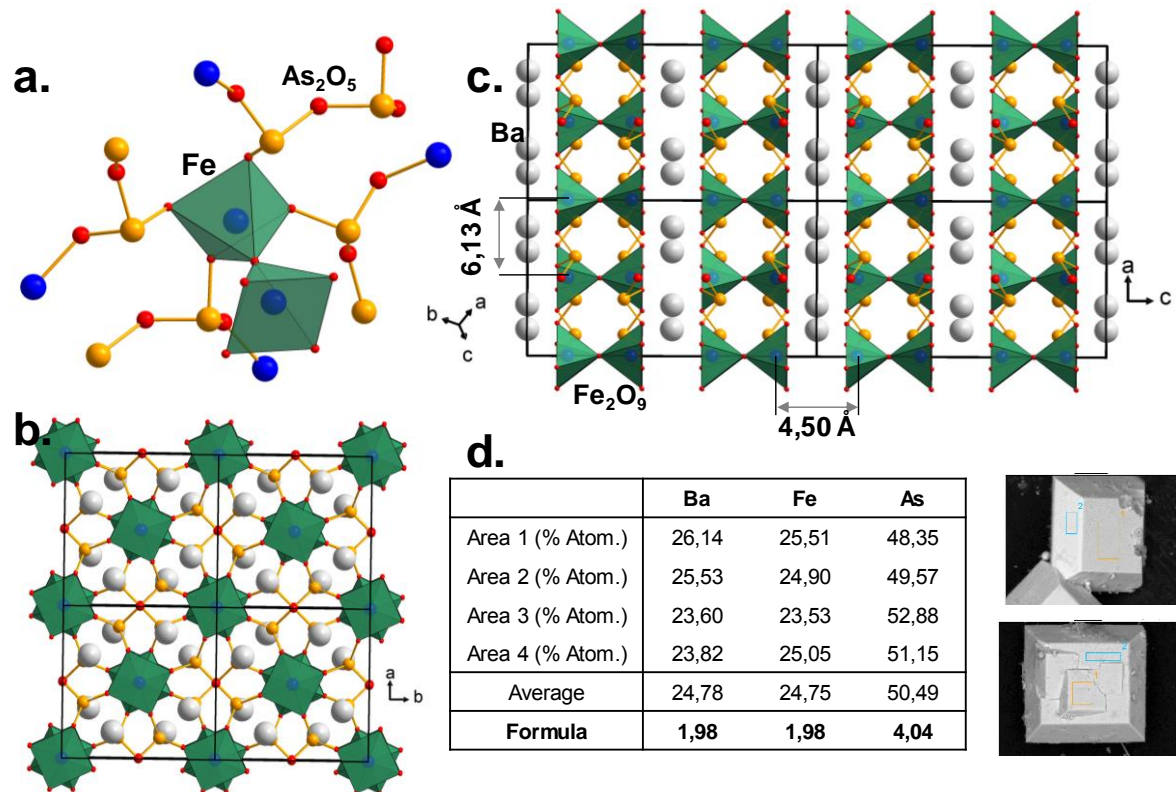 a.
As₂O₅
Fe
b
a
c
b.
a
b
c.
Ba
6,13 Å
Fe₂O₉
4,50 Å
a
c
d.
Ba Fe As
Area 1 (% Atom.) 26,14 25,51 48,35
Area 2 (% Atom.) 25,53 24,90 49,57
Area 3 (% Atom.) 23,60 23,53 52,88
Area 4 (% Atom.) 23,82 25,05 51,15
Average 24,78 24,75 50,49
Formula 1,98 1,98 4,04
2
1
2
1